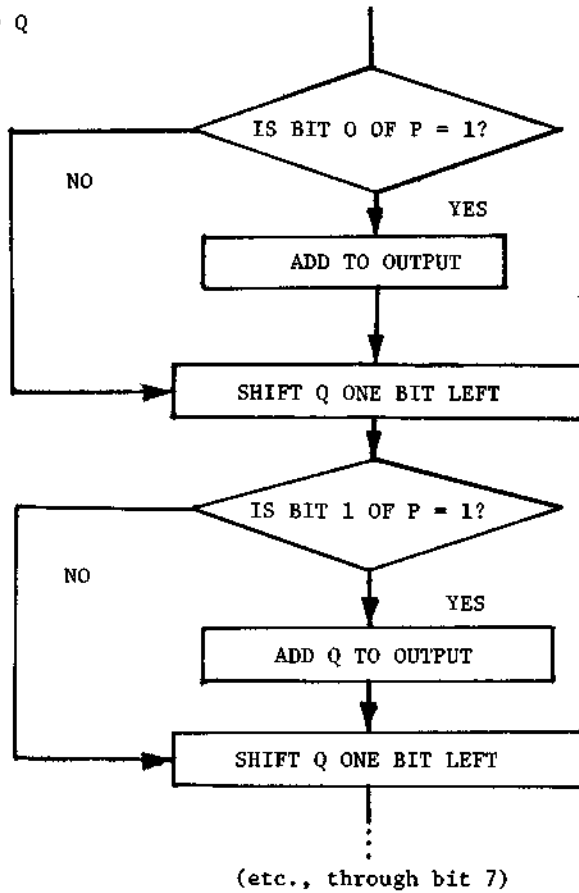 Q
IS BIT 0 OF P = 1?
NO
YES
ADD TO OUTPUT
SHIFT Q ONE BIT LEFT
IS BIT 1 OF P = 1?
NO
YES
ADD Q TO OUTPUT
SHIFT Q ONE BIT LEFT
(etc., through bit 7)